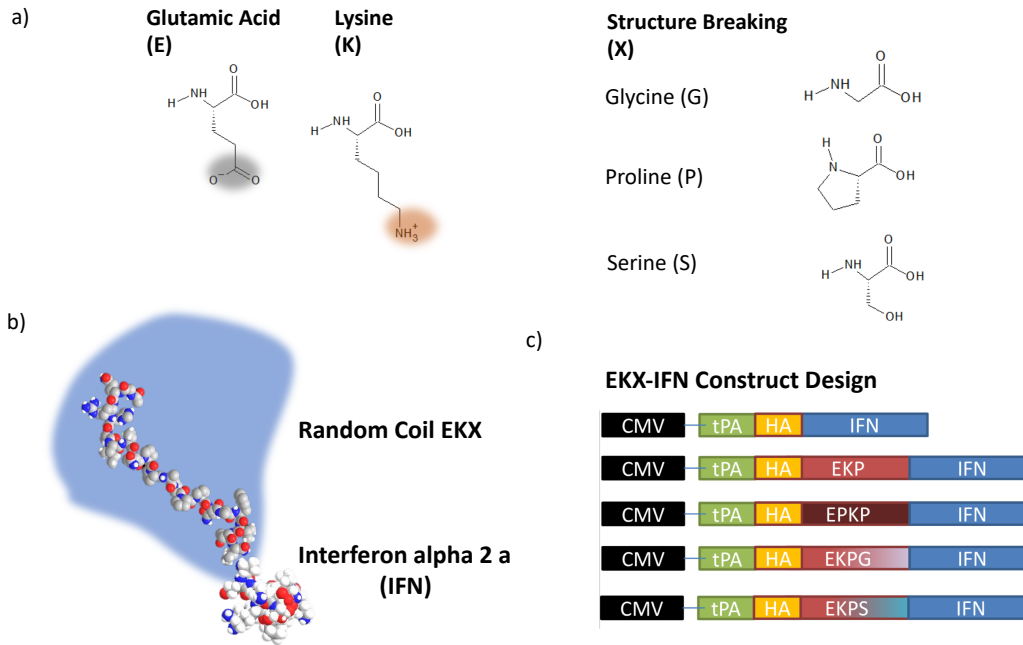 a)
Glutamic Acid
(E)
Lysine
(K)
Structure Breaking
(X)
O
NH
H
OH
O⁻
O
O
NH
H
OH
NH₃⁺
Glycine (G)
O
NH
H
OH
Proline (P)
H
N
O
OH
Serine (S)
O
NH
H
OH
OH
b)
Random Coil EKX
Interferon alpha 2 a
(IFN)
c)
EKX-IFN Construct Design
CMV tPA HA IFN
CMV tPA HA EKP IFN
CMV tPA HA EPKP IFN
CMV tPA HA EKPG IFN
CMV tPA HA EKPS IFN